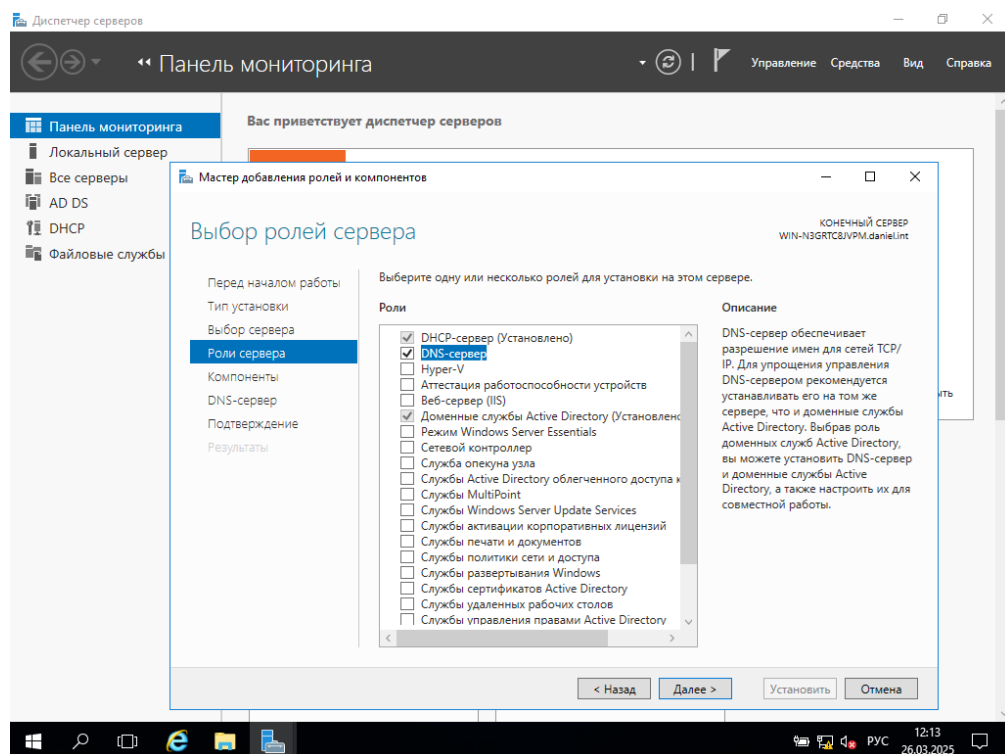 Диспетчер серверов
Панель мониторинга
Управление Средства Вид Справка
Панель мониторинга
Локальный сервер
Все серверы
AD DS
DHCP
Файловые службы
Вас приветствует диспетчер серверов
Мастер добавления ролей и компонентов
Выбор ролей сервера
КОНЕЧНЫЙ СЕРВЕР
WIN-N3GRTC8JVPM.daniel.int
Перед началом работы
Тип установки
Выбор сервера
Роли сервера
Компоненты
DNS-сервер
Подтверждение
Результаты
Выберите одну или несколько ролей для установки на этом сервере.
Роли
DHCP-сервер (Установлено)
DNS-сервер
Hyper-V
Аттестация работоспособности устройств
Веб-сервер (IIS)
Доменные службы Active Directory (Установлено
Режим Windows Server Essentials
Сетевой контроллер
Служба опекуна узла
Службы Active Directory облегченного доступа к
Службы MultiPoint
Службы Windows Server Update Services
Службы активации корпоративных лицензий
Службы печати и документов
Службы политики сети и доступа
Службы развертывания Windows
Службы сертификатов Active Directory
Службы удаленных рабочих столов
Службы управления правами Active Directory
Описание
DNS-сервер обеспечивает
разрешение имен для сетей TCP/
IP. Для упрощения управления
DNS-сервером рекомендуется
устанавливать его на том же
сервере, что и доменные службы
Active Directory. Выбрав роль
доменных служб Active Directory,
вы можете установить DNS-сервер
и доменные службы Active
Directory, а также настроить их для
совместной работы.
ыть
< Назад Далее > Установить Отмена
РУС
12:13
26.03.2025